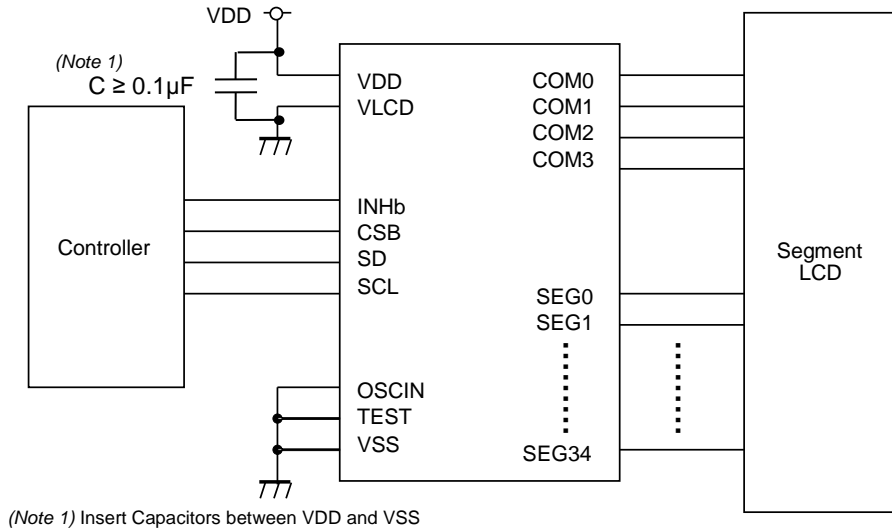 VDD
(Note 1)
C ≥ 0.1µF
VDD
VLCD
COM0
COM1
COM2
COM3
INHb
CSB
SD
SCL
Controller
Segment
LCD
SEG0
SEG1
OSCIN
TEST
VSS
SEG34
(Note 1) Insert Capacitors between VDD and VSS